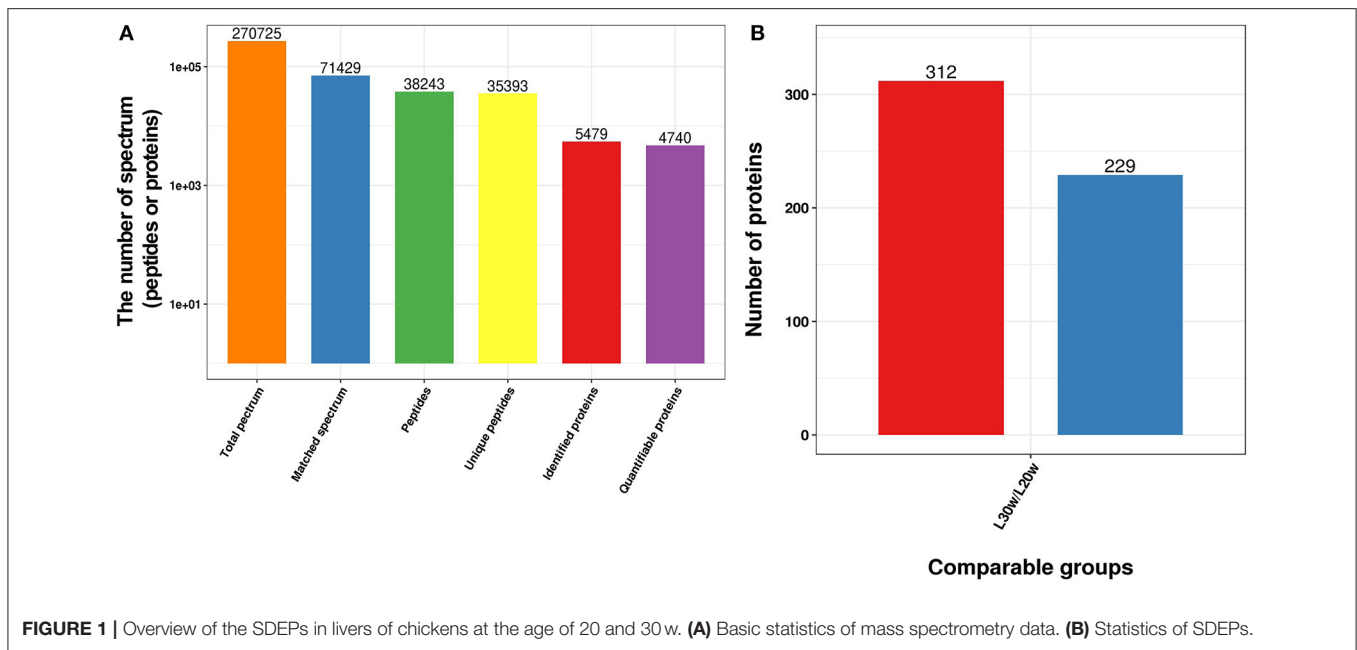 A
The number of spectrum
(peptides or proteins)
1e+05
1e+03
1e+01
270725
71429
38243
35393
5479
4740
Total pectrum
Matched spectrum
Peptides
Unique peptides
Identified proteins
Quantifiable proteins
B
Number of proteins
300
200
100
0
312
229
L30w/L20w
Comparable groups
FIGURE 1 | Overview of the SDEPs in livers of chickens at the age of 20 and 30 w. (A) Basic statistics of mass spectrometry data. (B) Statistics of SDEPs.